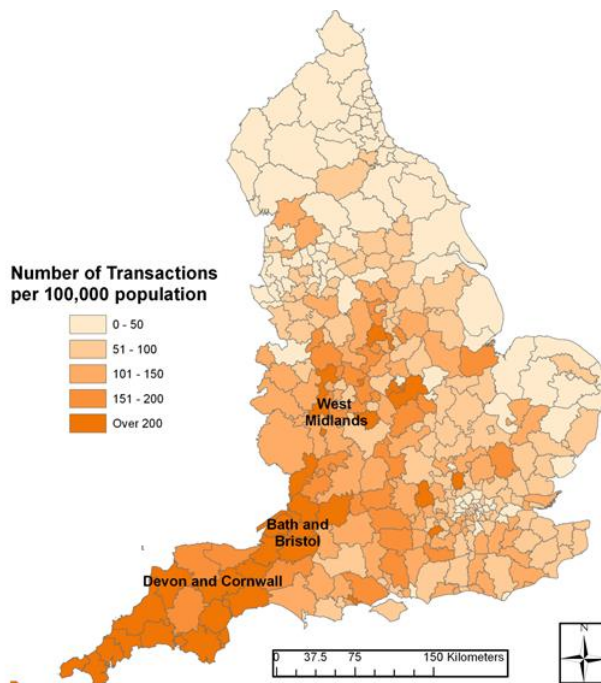 Number of Transactions
per 100,000 population
0 - 50
51 - 100
101 - 150
151 - 200
Over 200
West
Midlands
Bath and
Bristol
Devon and Cornwall
0 37.5 75 150 Kilometers
N